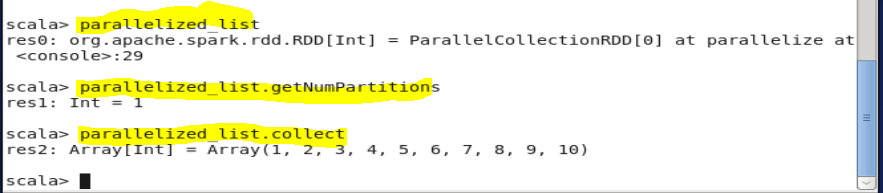 scala> parallelized_list
res0: org.apache.spark.rdd.RDD[Int] = ParallelCollectionRDD[0] at parallelize at
<console>:29
scala> parallelized_list.getNumPartitions
res1: Int = 1
scala> parallelized_list.collect
res2: Array[Int] = Array(1, 2, 3, 4, 5, 6, 7, 8, 9, 10)
scala>